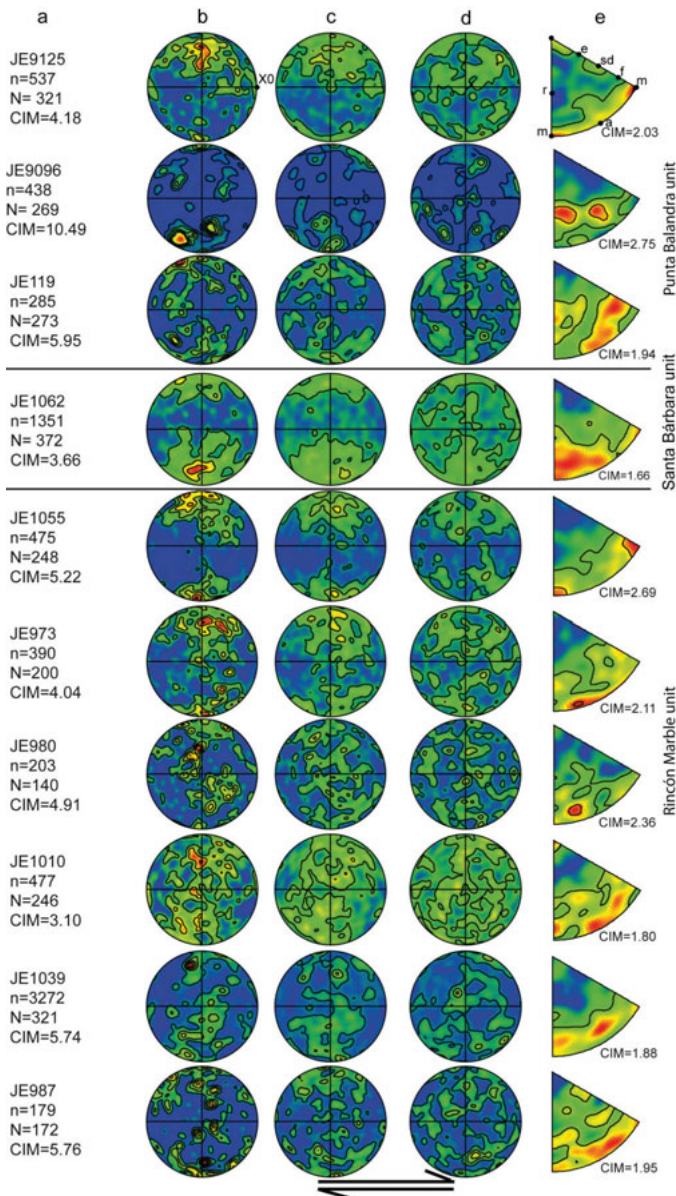 a b c d e
JE9125
n=537
N= 321
CIM=4.18
X0
e
sd
f
m
r
a
m
CIM=2.03
JE9096
n=438
N= 269
CIM=10.49
CIM=2.75
Punta Balandra unit
JE119
n=285
N=273
CIM=5.95
CIM=1.94
JE1062
n=1351
N= 372
CIM=3.66
CIM=1.66
Santa Bárbara unit
JE1055
n=475
N=248
CIM=5.22
CIM=2.69
JE973
n=390
N=200
CIM=4.04
CIM=2.11
JE980
n=203
N=140
CIM=4.91
CIM=2.36
Rincón Marble unit
JE1010
n=477
N=246
CIM=3.10
CIM=1.80
JE1039
n=3272
N=321
CIM=5.74
CIM=1.88
JE987
n=179
N=172
CIM=5.76
CIM=1.95